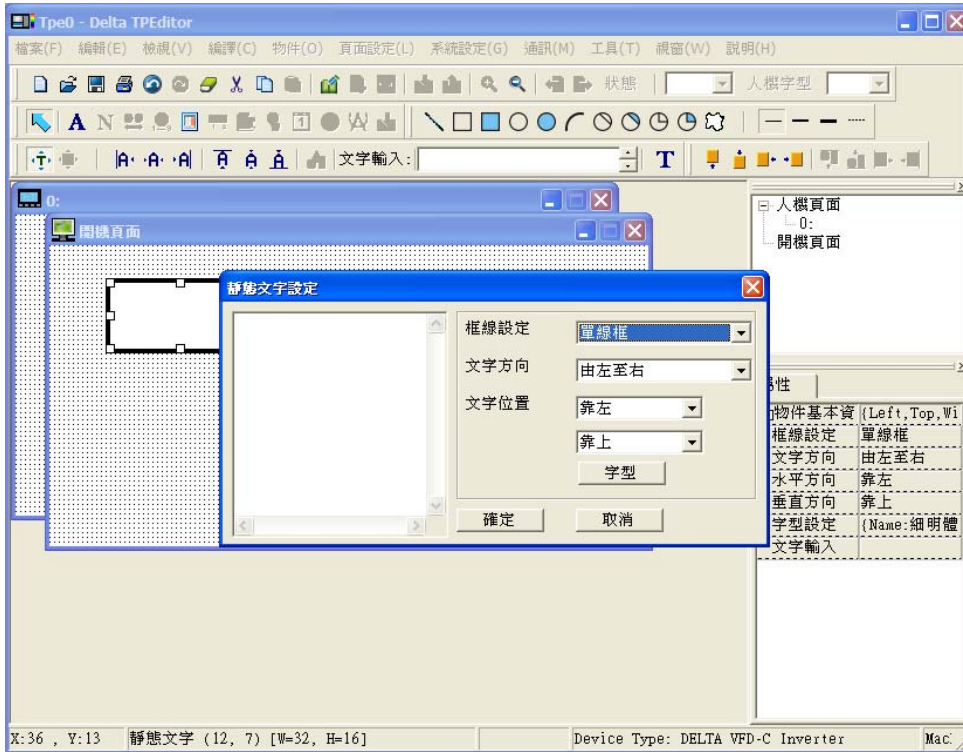 Tpe0 - Delta TPEditor
檔案(F) 編輯(E) 檢視(V) 編譯(C) 物件(O) 頁面設定(L) 系統設定(G) 通訊(M) 工具(T) 視窗(W) 說明(H)
狀態 人機字型
A N 1
A A A A A A A 文字輸入: T
0:
開機頁面
人機頁面
0:
開機頁面
靜態文字設定
框線設定 單線框
文字方向 由左至右
文字位置 靠左
靠上
字型
確定 取消
性
物件基本資 {Left,Top,Wi
框線設定 單線框
文字方向 由左至右
水平方向 靠左
垂直方向 靠上
字型設定 {Name:細明體
文字輸入
X:36 , Y:13 靜態文字 (12, 7) [W=32, H=16] Device Type: DELTA VFD-C Inverter Mac